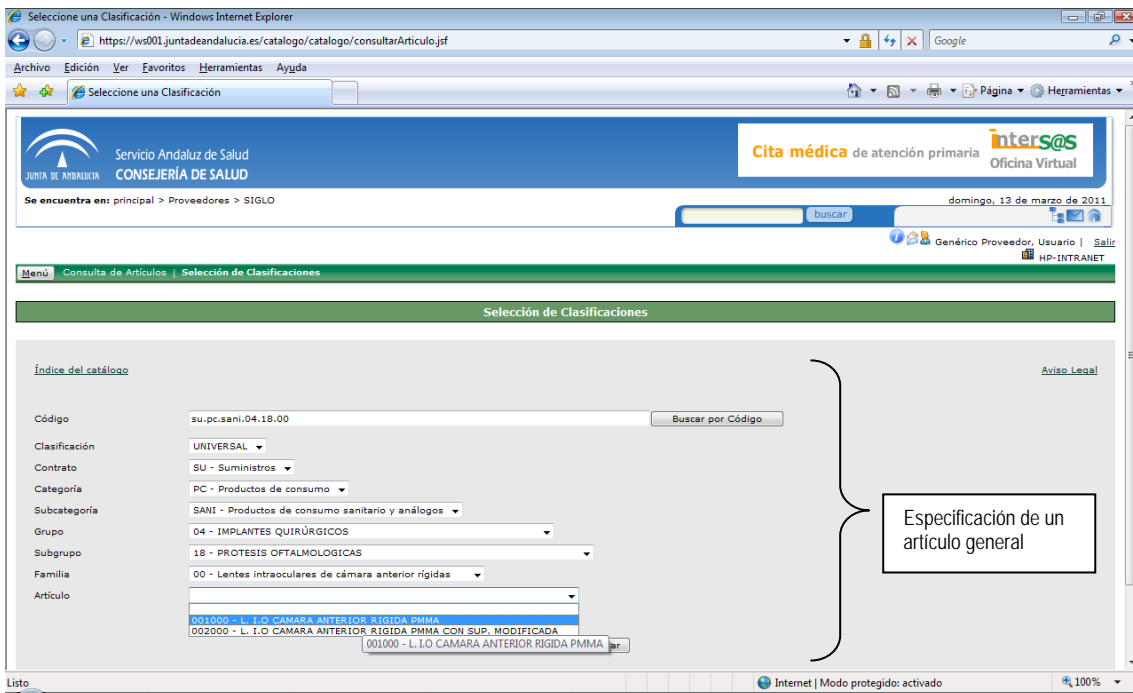 Seleccione una Clasificación - Windows Internet Explorer
https://ws001.juntadeandalucia.es/catalogo/catalogo/consultarArticulo.jsf
Google
Archivo Edición Ver Favoritos Herramientas Ayuda
Seleccione una Clasificación
Página Herramientas
Servicio Andaluz de Salud
JUNTA DE ANDALUCIA CONSEJERÍA DE SALUD
Cita médica de atención primaria
inters@s
Oficina Virtual
Se encuentra en: principal > Proveedores > SIGLO
domingo, 13 de marzo de 2011
buscar
Genérico Proveedor, Usuario | Salir
HP-INTRANET
Menú Consulta de Artículos | Selección de Clasificaciones
Selección de Clasificaciones
Índice del catálogo
Aviso Legal
Código su.pc.sani.04.18.00 Buscar por Código
Clasificación UNIVERSAL
Contrato SU - Suministros
Categoría PC - Productos de consumo
Subcategoría SANI - Productos de consumo sanitario y análogos
Grupo 04 - IMPLANTES QUIRÚRGICOS
Subgrupo 18 - PROTESIS OFTALMOLOGICAS
Familia 00 - Lentes intraoculares de cámara anterior rígidas
Artículo
001000 - L. I.O CAMARA ANTERIOR RIGIDA PMMA
002000 - L. I.O CAMARA ANTERIOR RIGIDA PMMA CON SUP. MODIFICADA
001000 - L. I.O CAMARA ANTERIOR RIGIDA PMMA
ar
Especificación de un
artículo general
Listo
Internet | Modo protegido: activado
100%